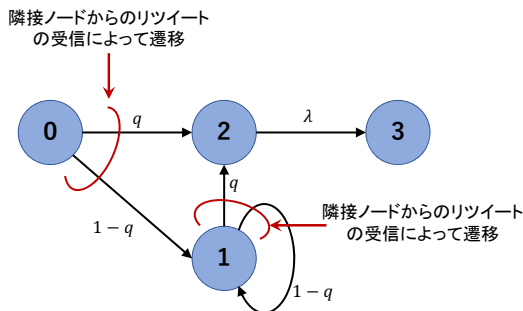 隣接ノードからのリツイート
の受信によって遷移
0
q
2
λ
3
q
1 − q
1
隣接ノードからのリツイート
の受信によって遷移
1 − q